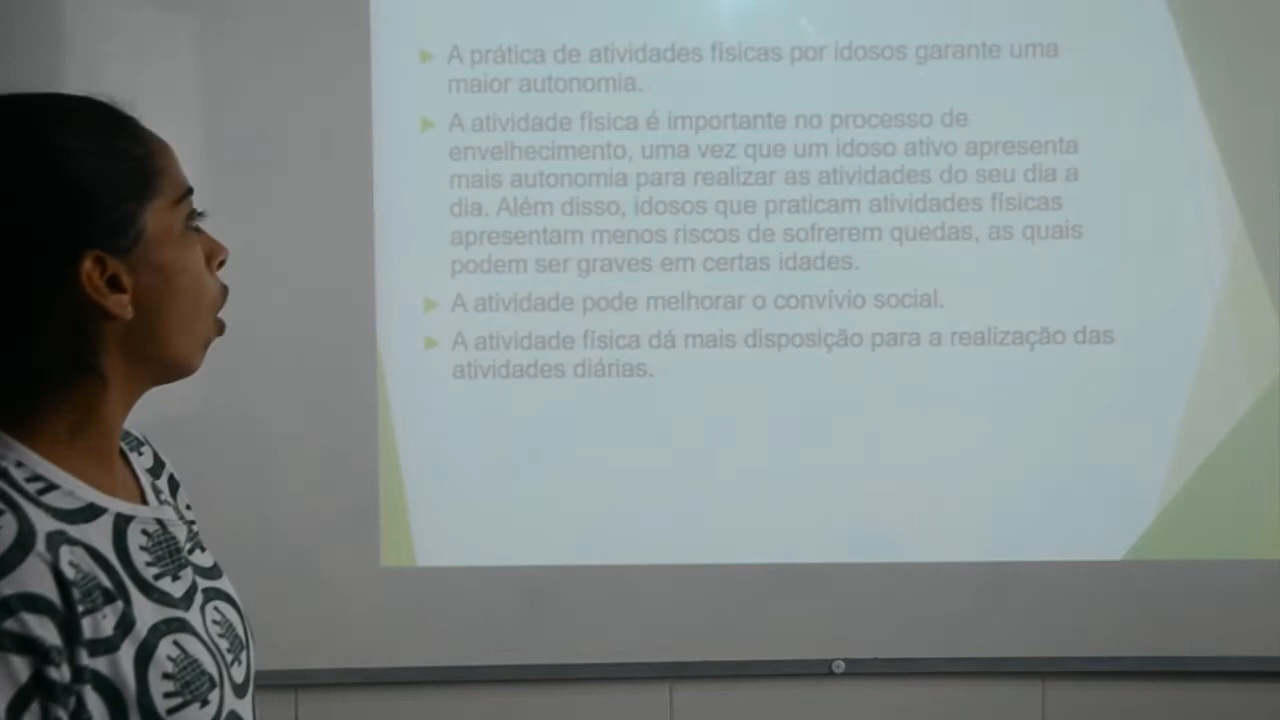 A prática de atividades físicas por idosos garante uma
maior autonomia.
A atividade física é importante no processo de
envelhecimento, uma vez que um idoso ativo apresenta
mais autonomia para realizar as atividades do seu dia a
dia. Além disso, idosos que praticam atividades físicas
apresentam menos riscos de sofrerem quedas, as quais
podem ser graves em certas idades.
A atividade pode melhorar o convívio social.
A atividade física dá mais disposição para a realização das
atividades diárias.